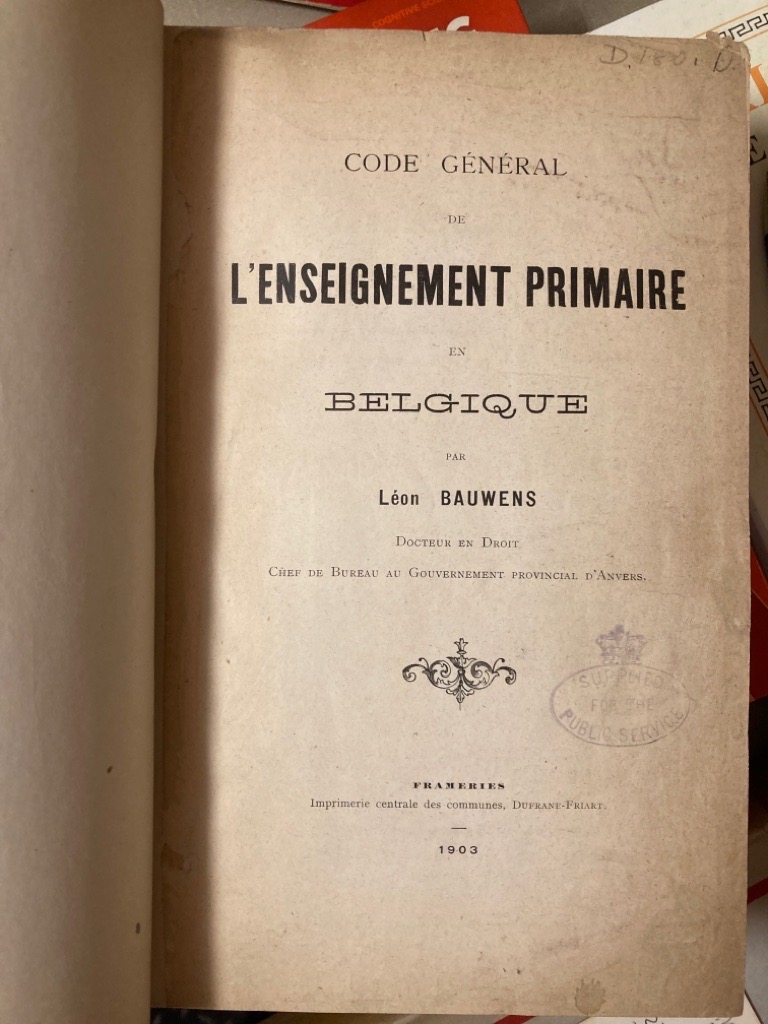 COGNITIVE
D.180.
CODE GÉNÉRAL
DE
L'ENSEIGNEMENT PRIMAIRE
EN
BELGIQUE
PAR
Léon BAUWENS
DOCTEUR EN DROIT
CHEF DE BUREAU AU GOUVERNEMENT PROVINCIAL D'ANVERS.
SUPPLIED
FOR THE
PUBLIC SERVICE
FRAMERIES
Imprimerie centrale des communes, DUFRANE-FRIART.
1903